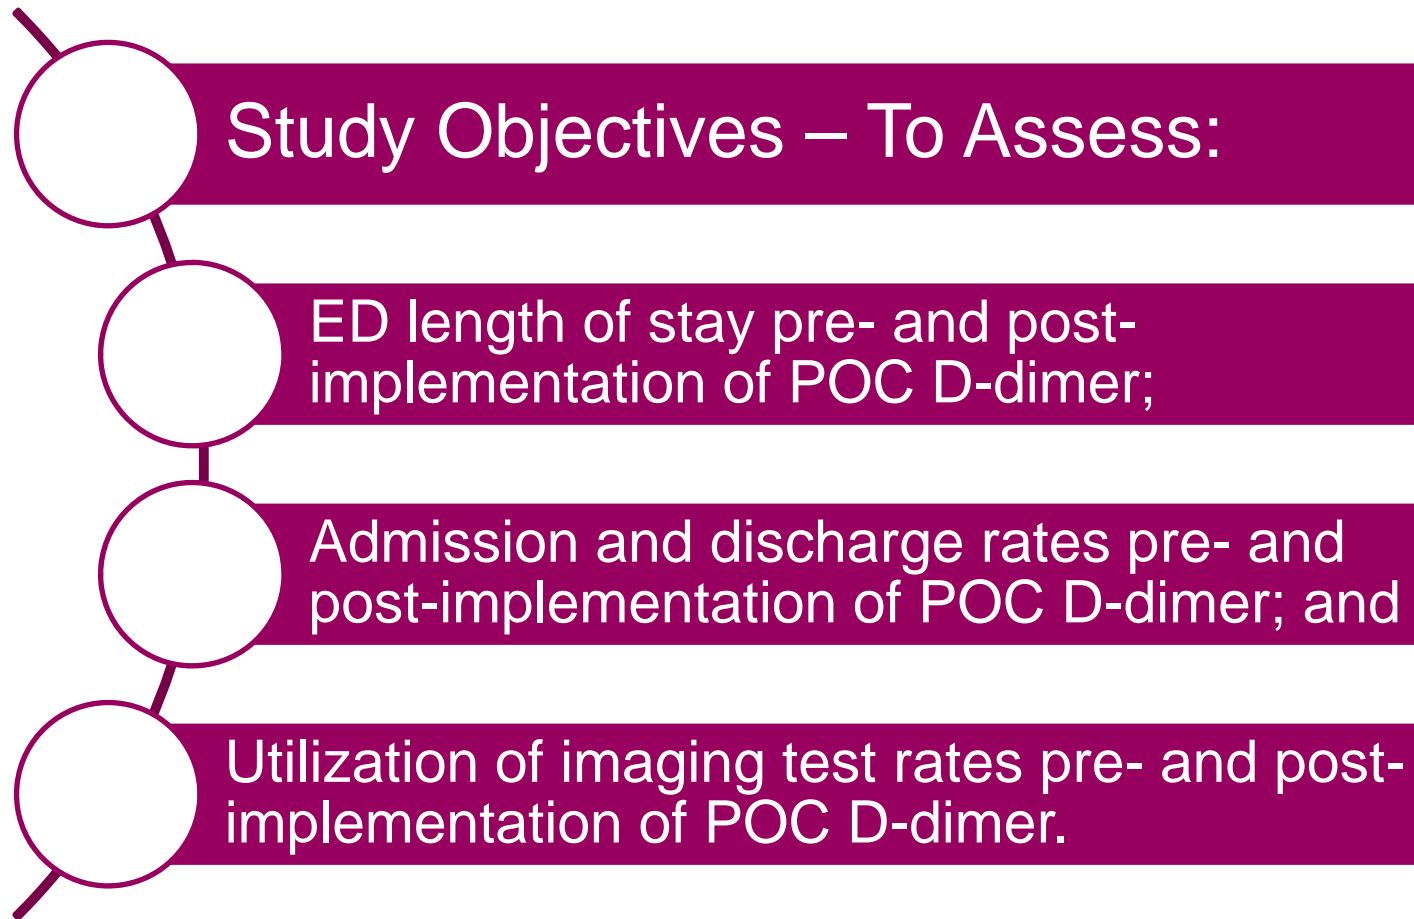 Study Objectives – To Assess:
ED length of stay pre- and post-
implementation of POC D-dimer;
Admission and discharge rates pre- and
post-implementation of POC D-dimer; and
Utilization of imaging test rates pre- and post-
implementation of POC D-dimer.